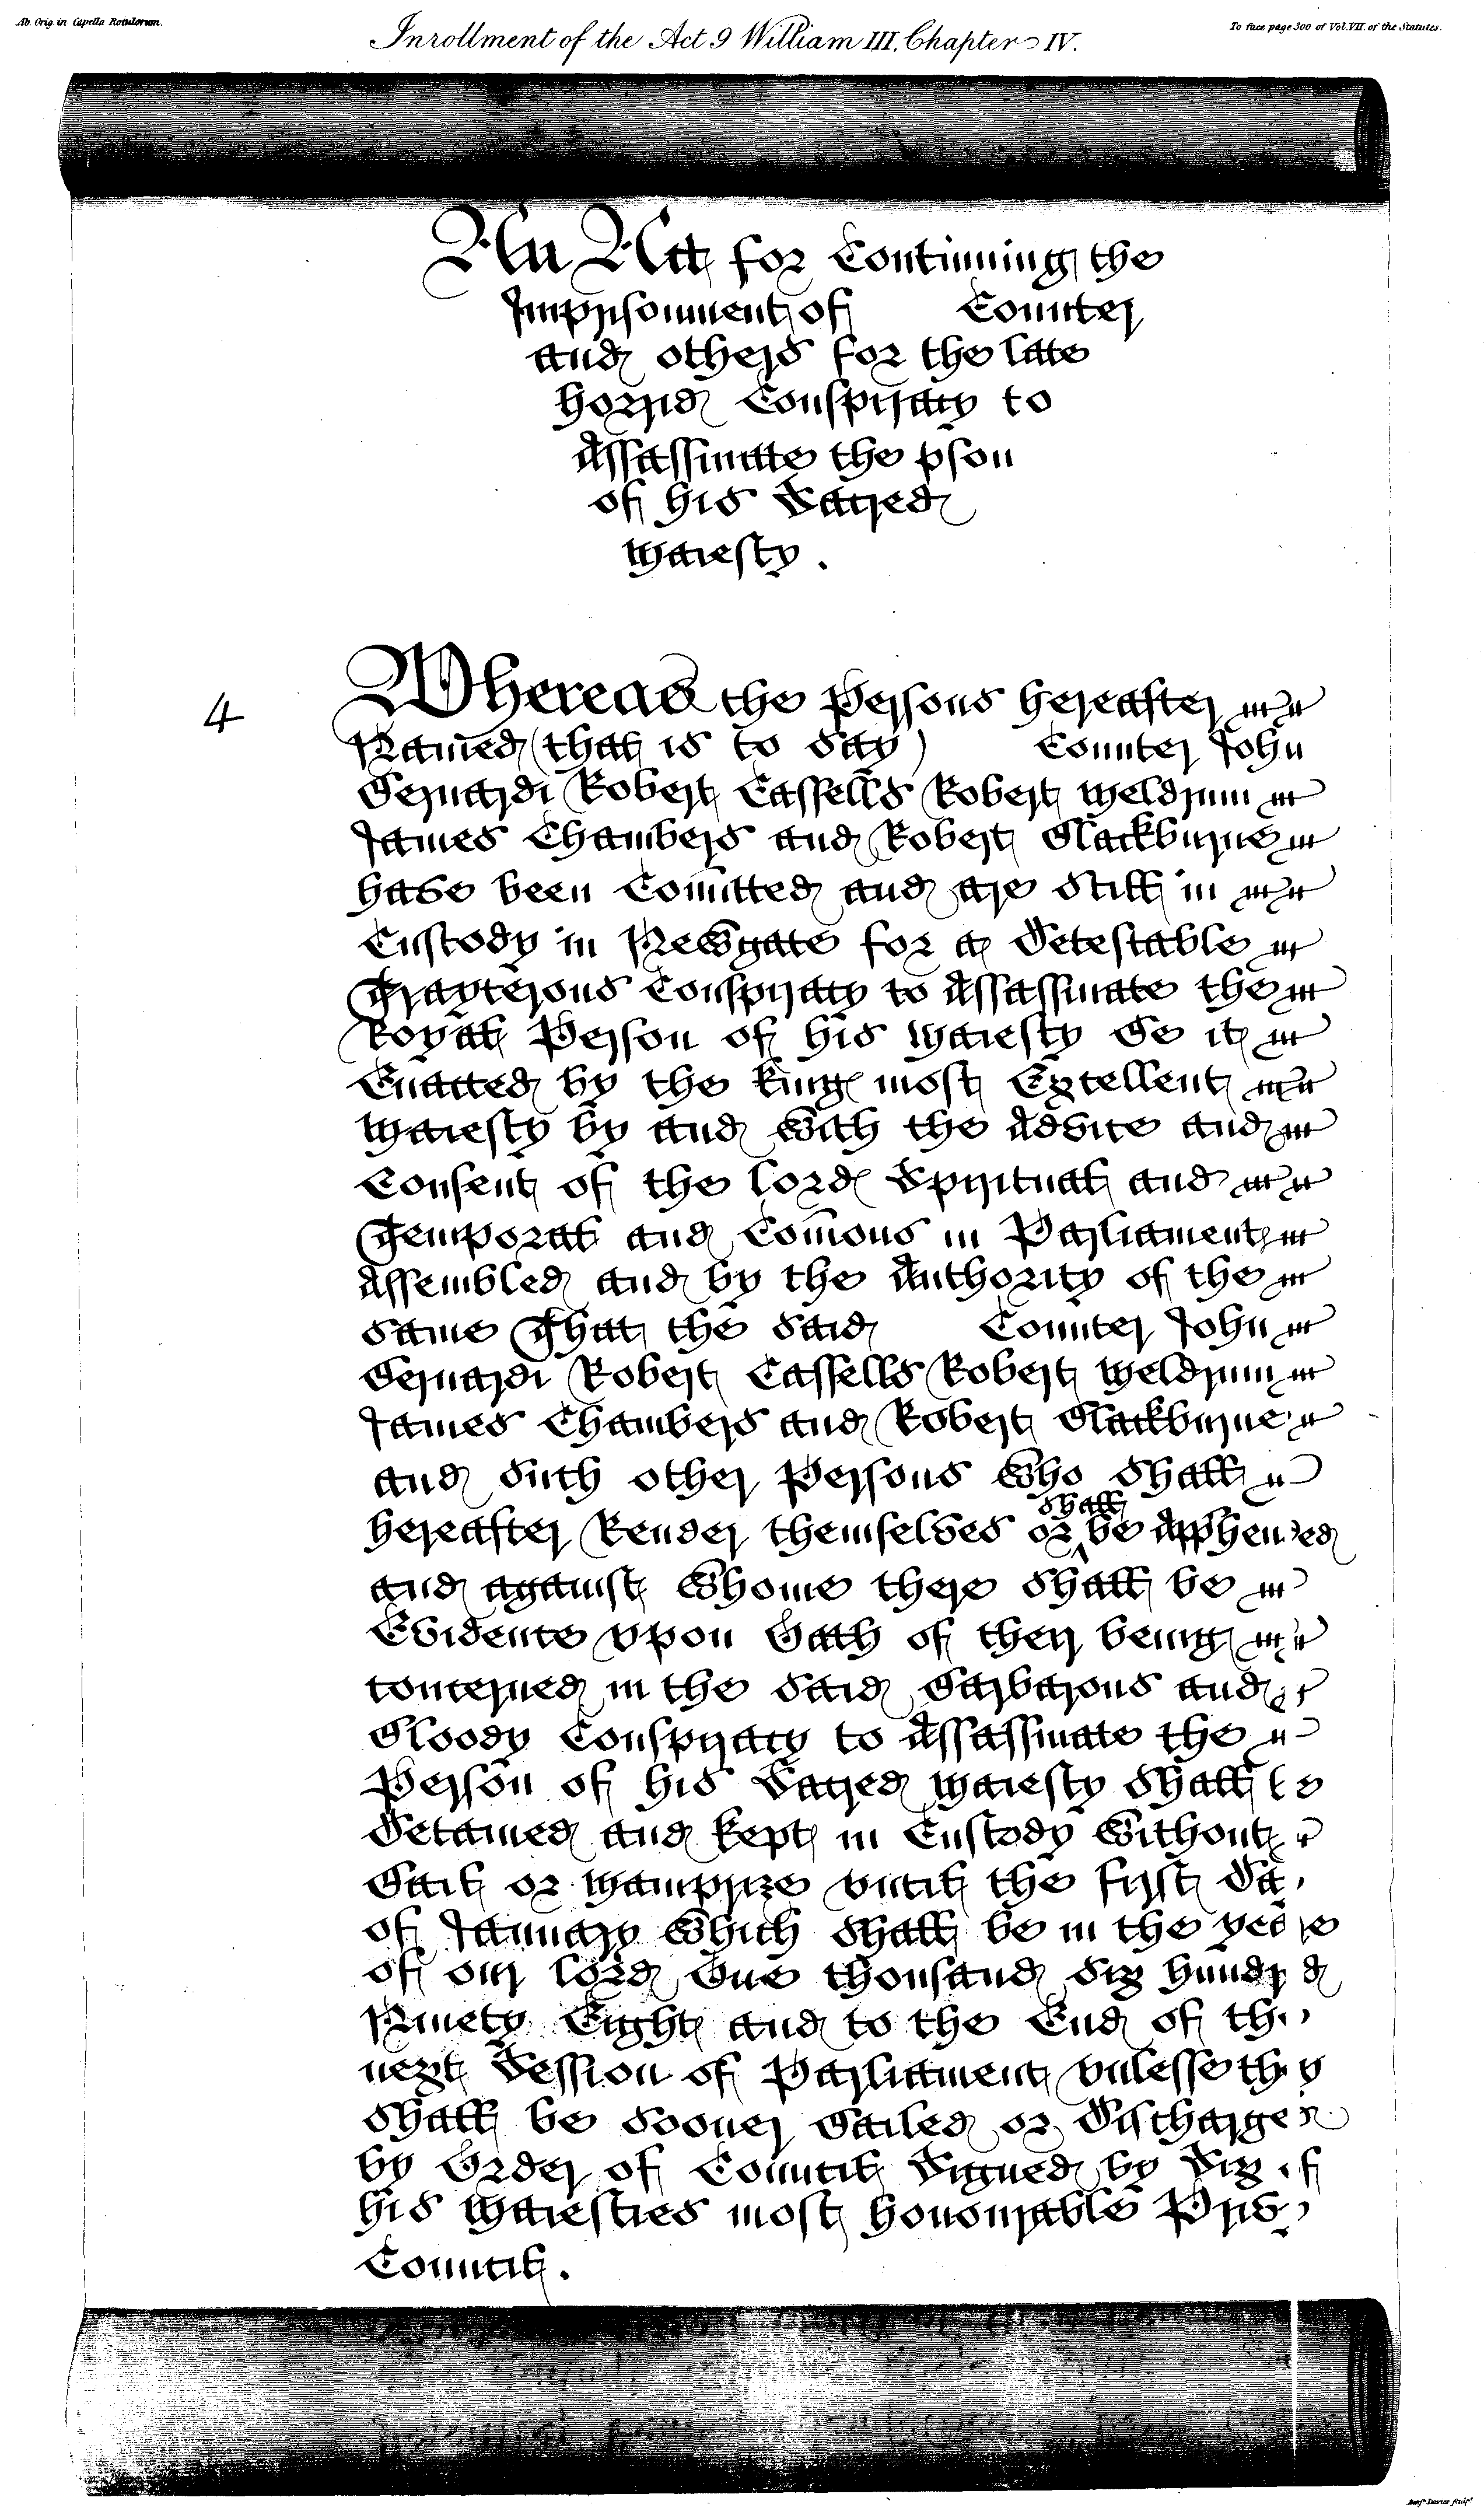 Ab. Orig. in Capella Rotulorum.
Inrollment of the Act 9 William III. Chapter IV.
To face page 300 of Vol. VII. of the Statutes.
An Act for Continuing the
Imprisonment of Counter
and others for the late
horrid Conspiracy to
Assassinate the pson
of his Sacred
Majesty.
4
Whereas the Persons hereafter
Named (that is to say) Counter John
Bernardi Robert Cassells Robert Meldrum
James Chambers and Robert Blackburne
have been Com̄itted and are still in
Custody in Newgate for a Detestable
Trayterous Conspiracy to Assassinate the
Royall Person of his Majesty Be it
Enacted by the King most Excellent
Majesty by and with the Advice and
Consent of the Lord Spirituall and
Temporall and Com̄ons in Parliament
Assembled and by the Authority of the
same That the said Counter John
Bernardi Robert Cassells Robert Meldrum
James Chambers and Robert Blackburne
and such other Persons who shall
shall
hereafter Render themselves or be Apphended
and against whome there shall be
Evidence upon Oath of their being
concerned in the said Barbarous and
Bloody Conspiracy to Assassinate the
Person of his Sacred Majesty shall be
Detained and kept in Custody without
Baile or Mainprize untill the first Day
of January which shall be in the yeare
of our Lord One thousand six hundred
Ninety Eight and to the End of the
next Session of Parliament unlesse they
shall be sooner Bailed or Discharged
by Order of Councill Signed by Six of
his Majesties most honourable Privy
Councill.
Benjn. Davies sculpt.